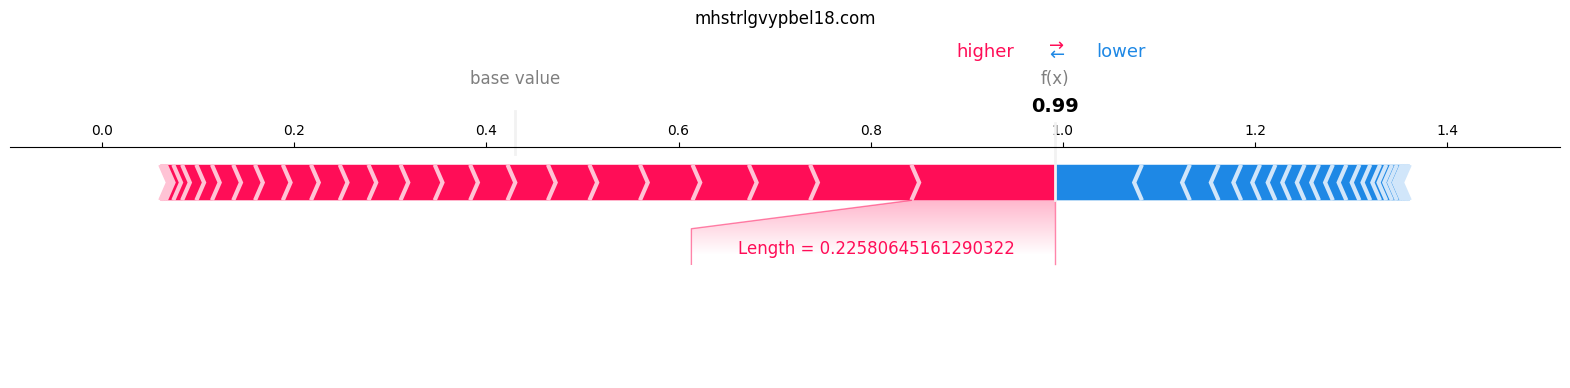 mhstrlgvypbel18.com
higher → ← lower
base value f(x)
0.99
0.0 0.2 0.4 0.6 0.8 1.0 1.2 1.4
Length = 0.22580645161290322